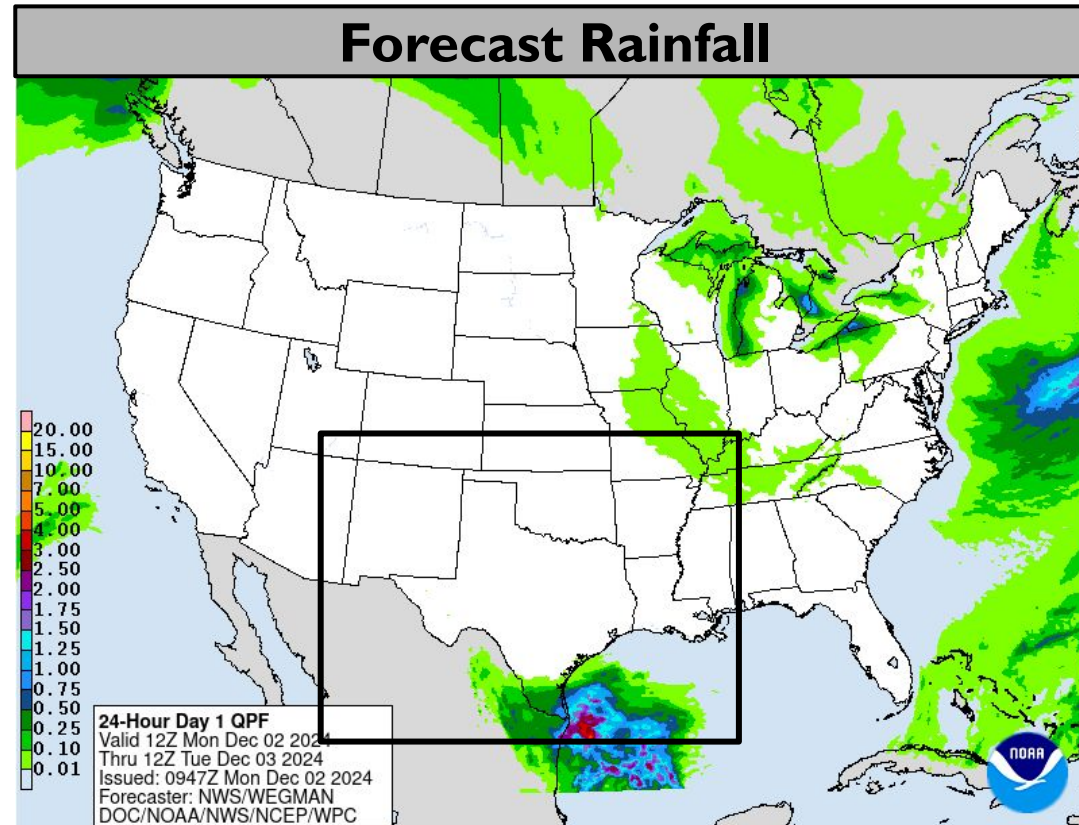 Forecast Rainfall
20.00
15.00
10.00
7.00
5.00
4.00
3.00
2.50
2.00
1.75
1.50
1.25
1.00
0.75
0.50
0.25
0.10
0.01
24-Hour Day 1 QPF
Valid 12Z Mon Dec 02 2024
Thru 12Z Tue Dec 03 2024
Issued: 0947Z Mon Dec 02 2024
Forecaster: NWS/WEGMAN
DOC/NOAA/NWS/NCEP/WPC
NOAA